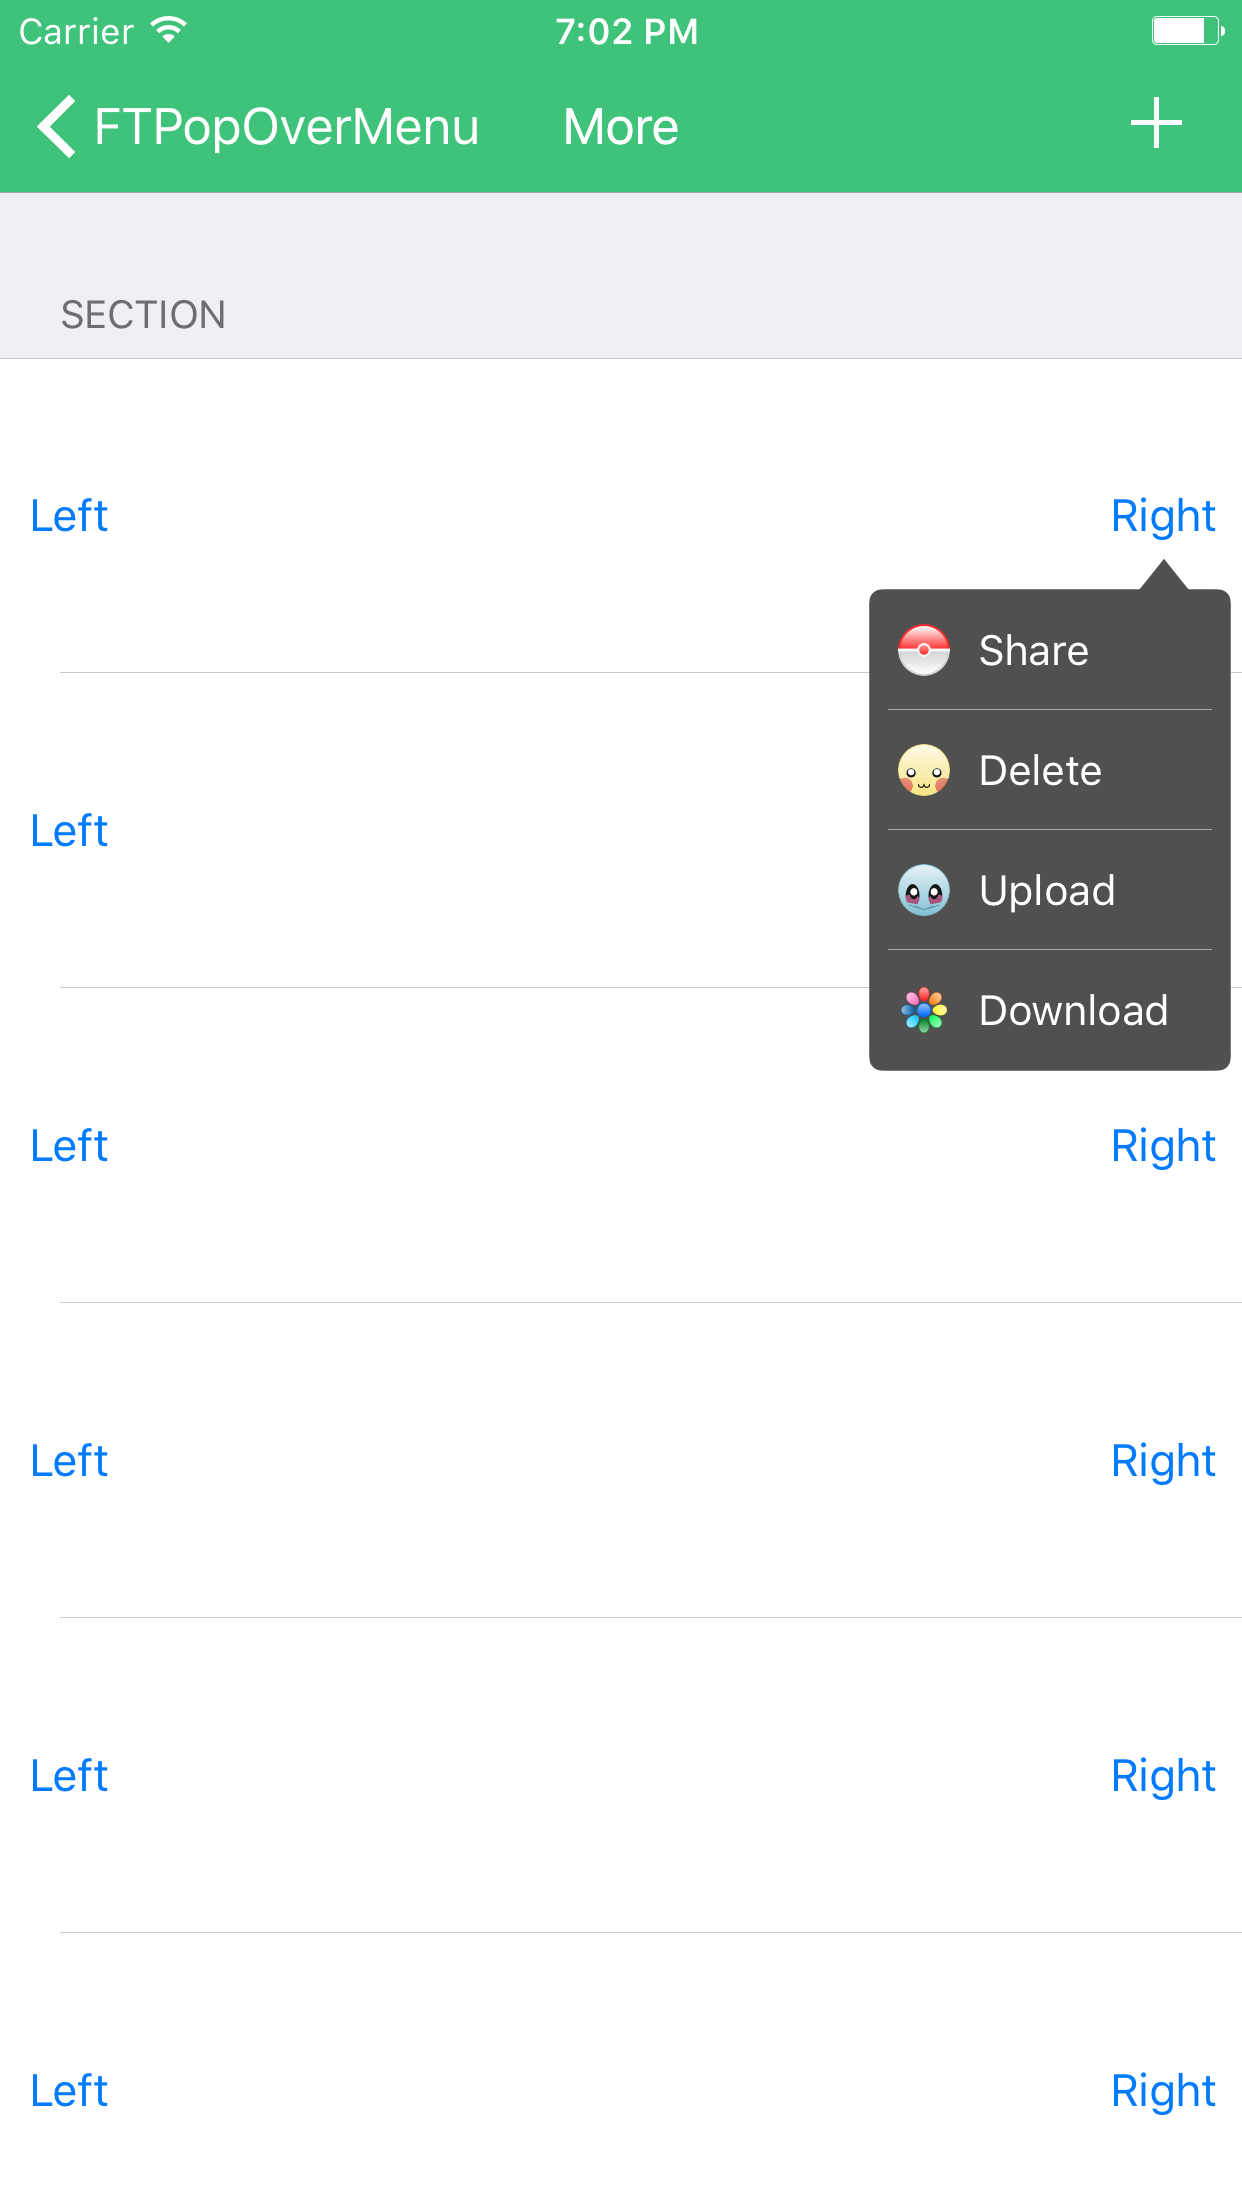 Carrier 7:02 PM
FTPopOverMenu More
SECTION
Left Right
Share
Delete
Left
Upload
Download
Left Right
Left Right
Left Right
Left Right